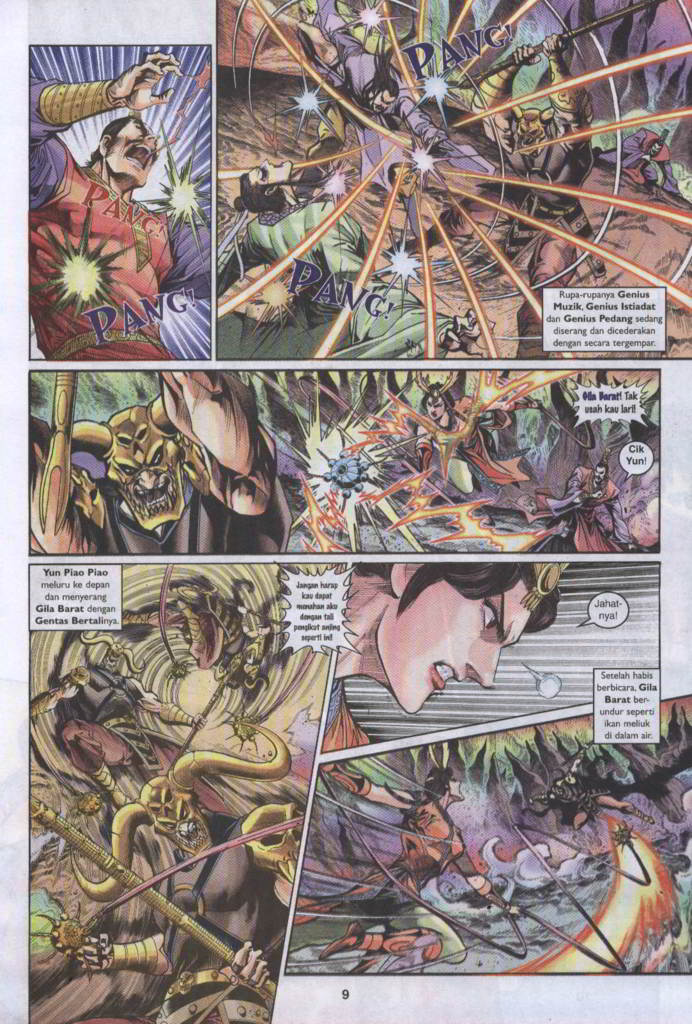 PANG!
PANG!
PANG!
PANG!
PANG!
Rupa-rupanya Genius
Muzik, Genius Istiadat
dan Genius Pedang sedang
diserang dan dicederakan
dengan secara tergempar.
Gila Barat! Tak
usah kau lari!
Cik
Yun!
Yun Piao Piao
meluru ke depan
dan menyerang
Gila Barat dengan
Gentas Bertalinya.
Jangan harap
kau dapat
menahan aku
dengan tali
pengikat anjing
seperti ini!
Jahat-
nya!
Setelah habis
berbicara, Gila
Barat ber-
undur seperti
ikan meliuk
di dalam air.
9